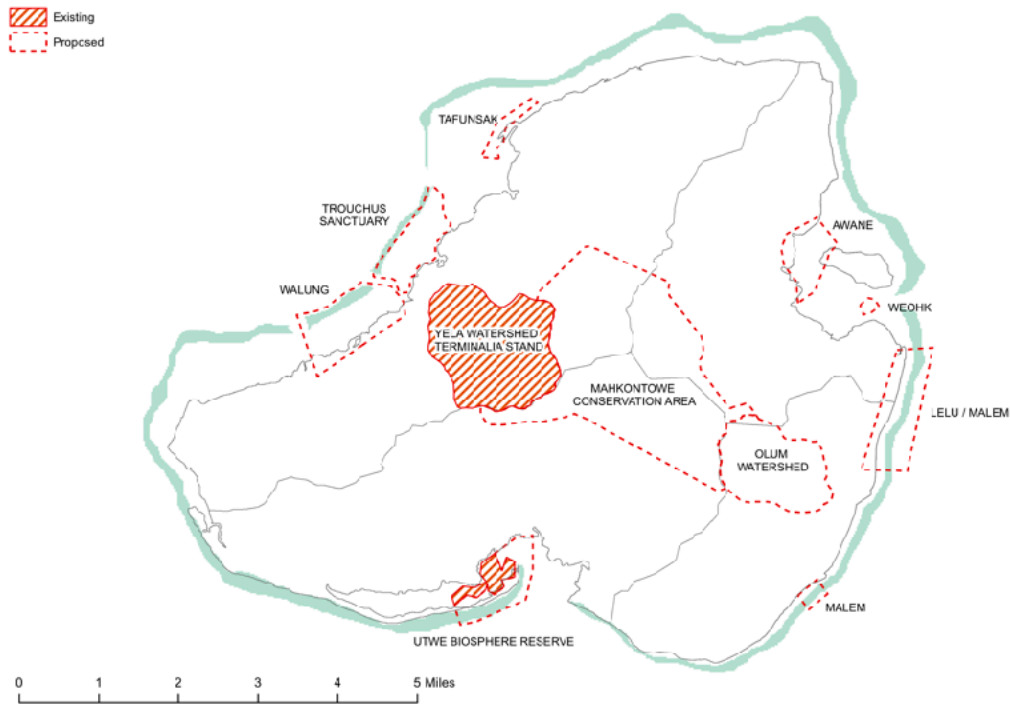 Existing
Proposed
TAFUNSAK
TROUCHUS
SANCTUARY
AWANE
WALUNG
WEOHK
YELA WATERSHED
TERMINALIA STAND
MAHKONTOWE
CONSERVATION AREA
LELU / MALEM
OLUM
WATERSHED
MALEM
UTWE BIOSPHERE RESERVE
0 1 2 3 4 5 Miles